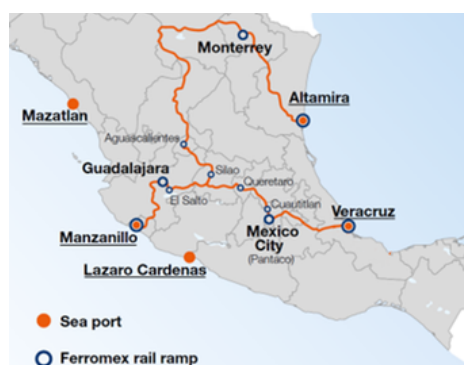 Monterrey
Altamira
Mazatlan
Aguascalientes
Silao
Guadalajara
Queretaro
El Salto
Cuautitlan
Veracruz
Manzanillo
Mexico
City
(Pantaco)
Lazaro Cardenas
Sea port
Ferromex rail ramp